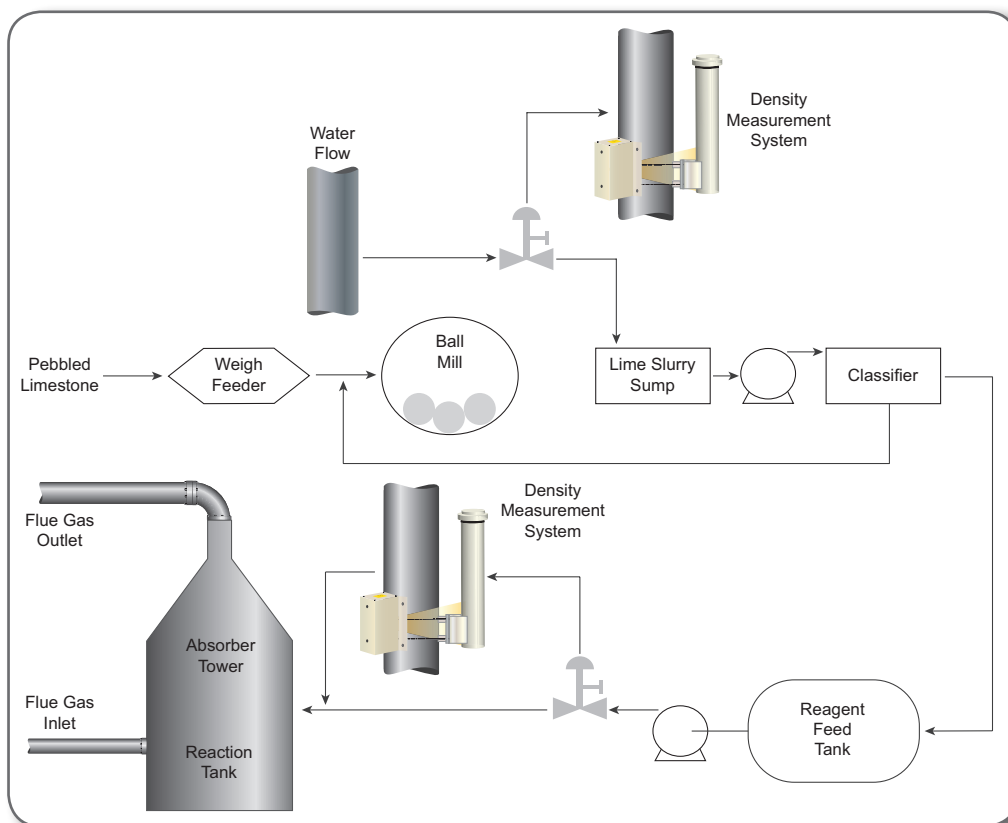 Density
Measurement
System
Water
Flow
Pebbled
Limestone
Weigh
Feeder
Ball
Mill
Lime Slurry
Sump
Classifier
Flue Gas
Outlet
Density
Measurement
System
Absorber
Tower
Flue Gas
Inlet
Reaction
Tank
Reagent
Feed
Tank